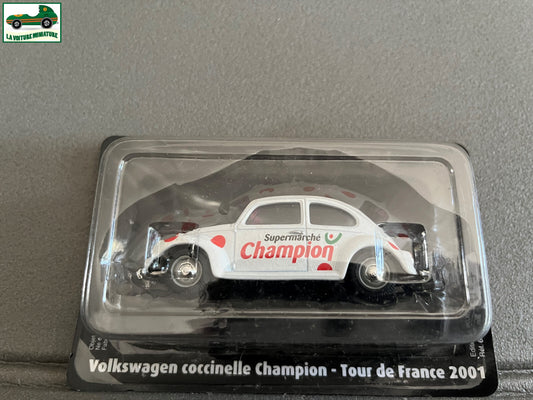 LA VOITURE MINIATURE
Supermarché
Champion
Volkswagen coccinelle Champion - Tour de France 2001